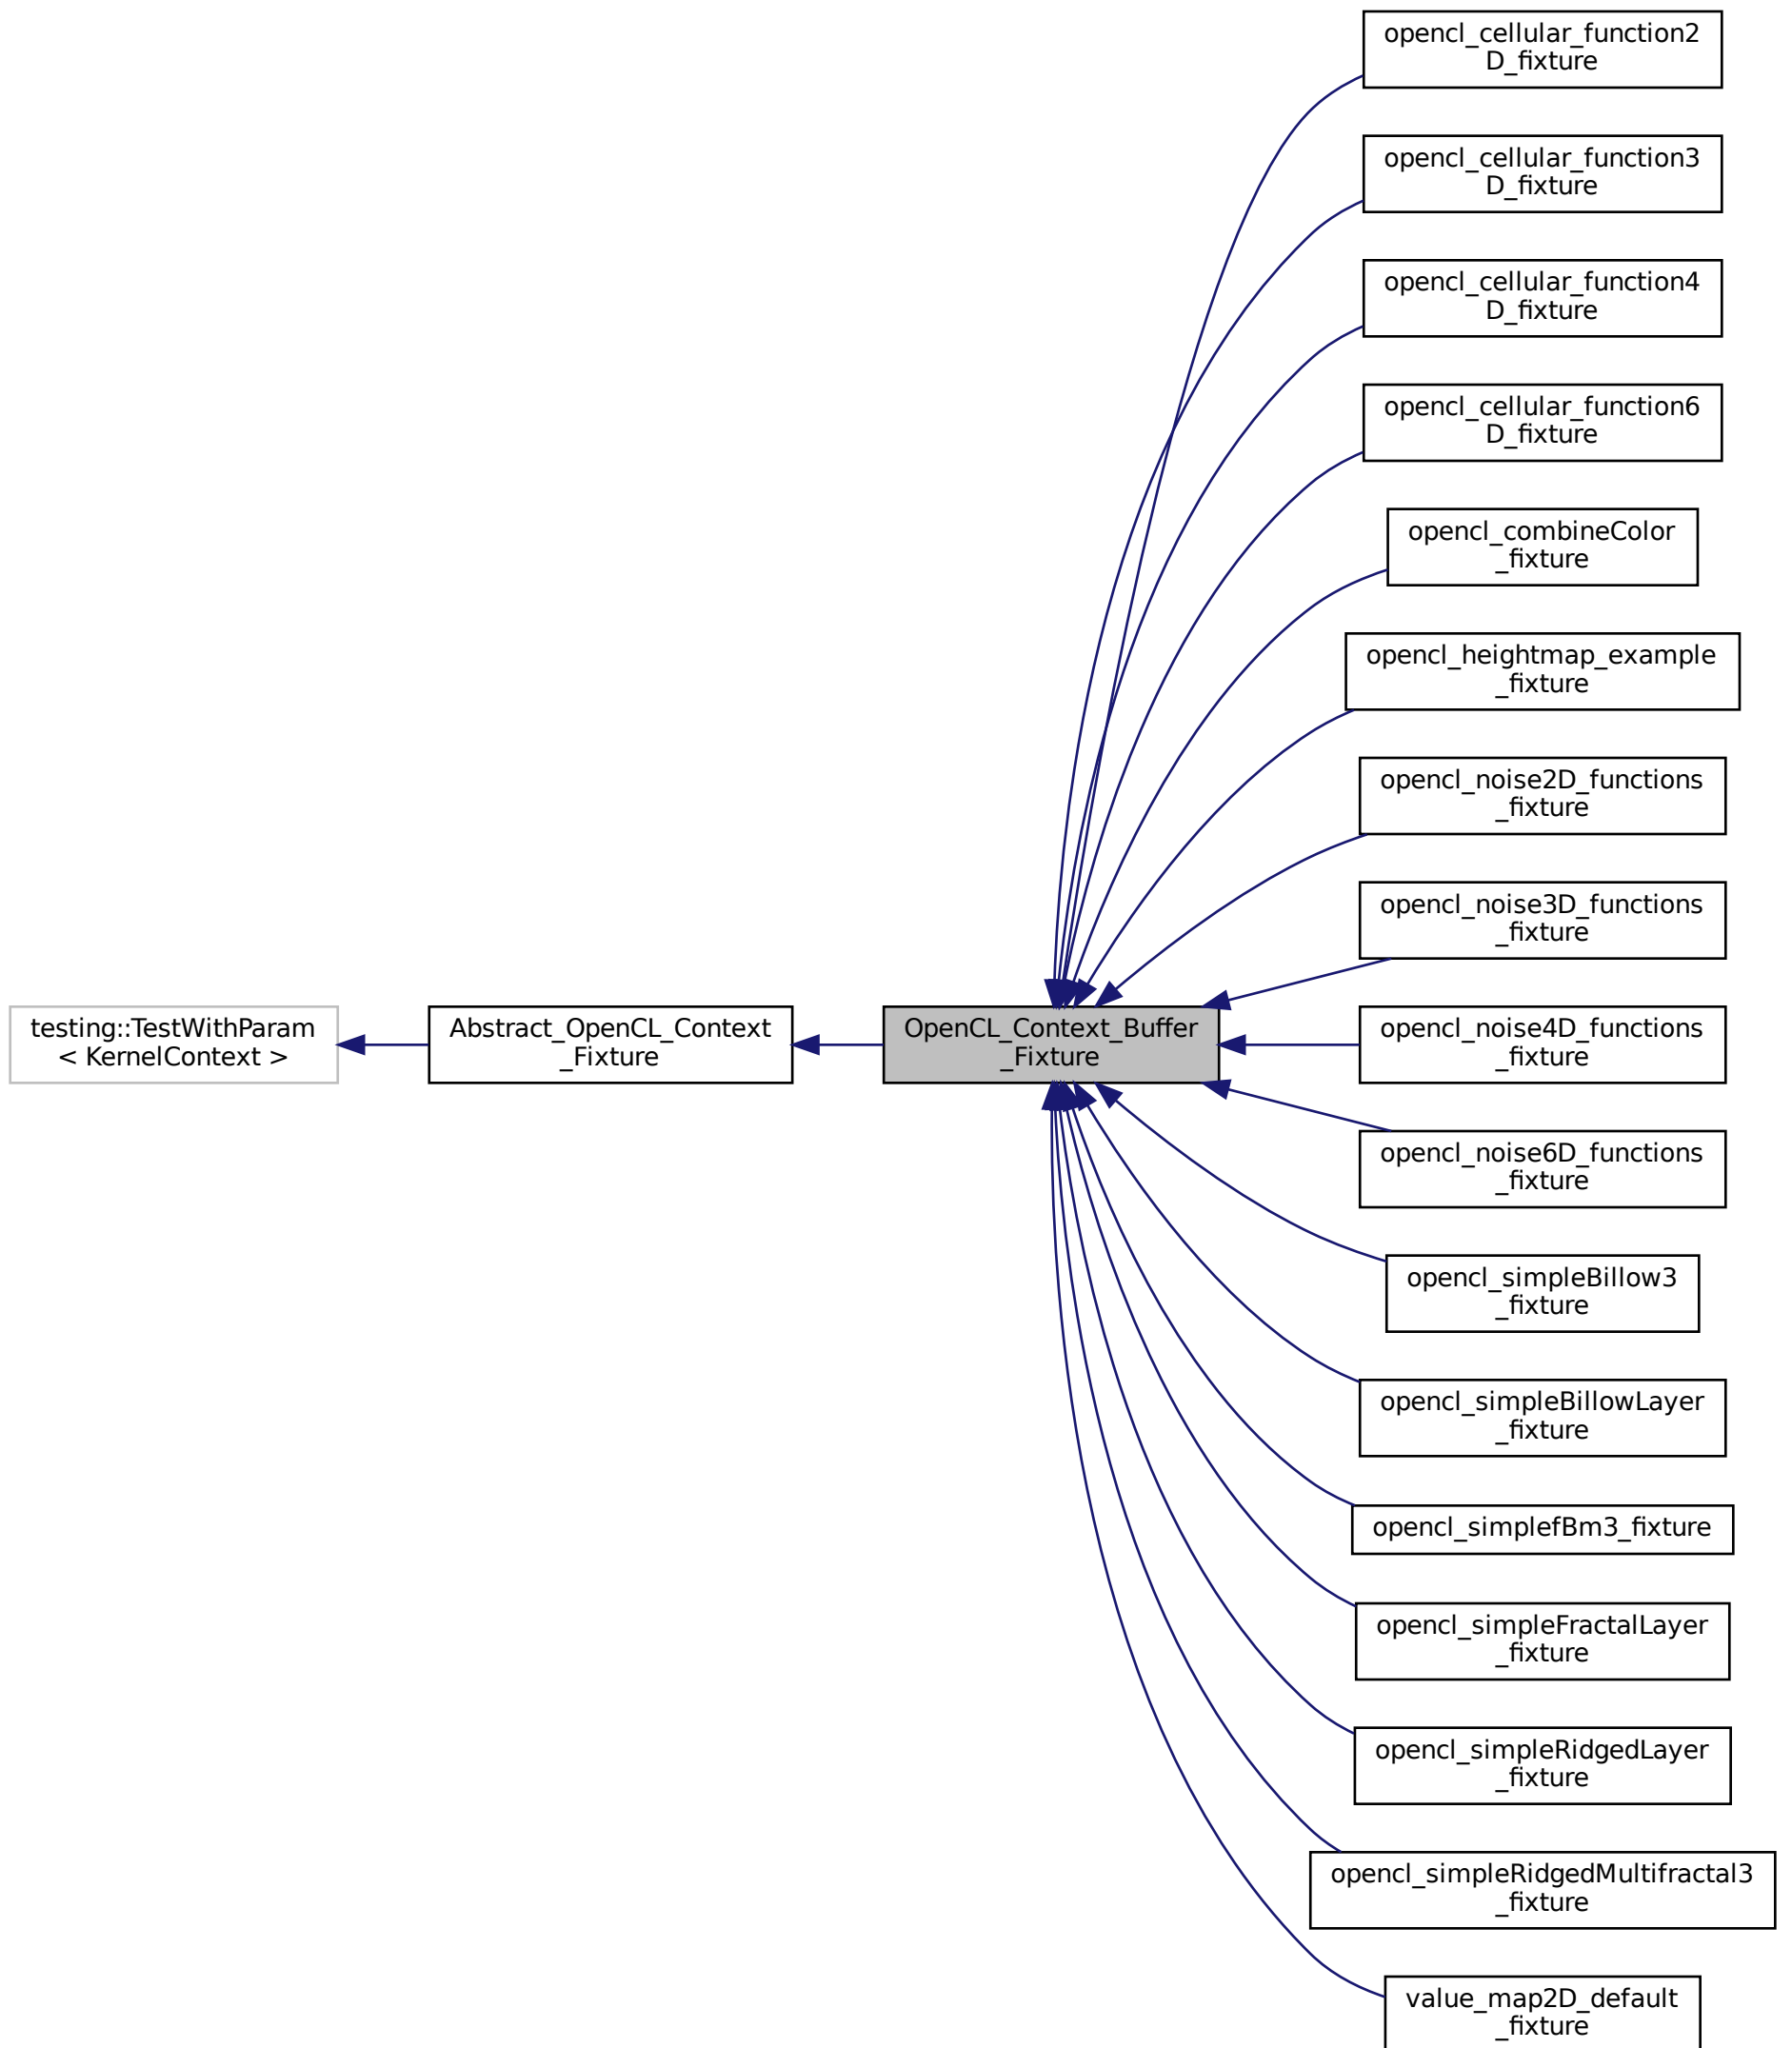 testing::TestWithParam
< KernelContext >
Abstract_OpenCL_Context
_Fixture
OpenCL_Context_Buffer
_Fixture
opencl_cellular_function2
D_fixture
opencl_cellular_function3
D_fixture
opencl_cellular_function4
D_fixture
opencl_cellular_function6
D_fixture
opencl_combineColor
_fixture
opencl_heightmap_example
_fixture
opencl_noise2D_functions
_fixture
opencl_noise3D_functions
_fixture
opencl_noise4D_functions
_fixture
opencl_noise6D_functions
_fixture
opencl_simpleBillow3
_fixture
opencl_simpleBillowLayer
_fixture
opencl_simplefBm3_fixture
opencl_simpleFractalLayer
_fixture
opencl_simpleRidgedLayer
_fixture
opencl_simpleRidgedMultifractal3
_fixture
value_map2D_default
_fixture